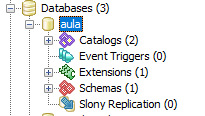 Databases (3)
aula
Catalogs (2)
Event Triggers (0)
Extensions (1)
Schemas (1)
Slony Replication (0)